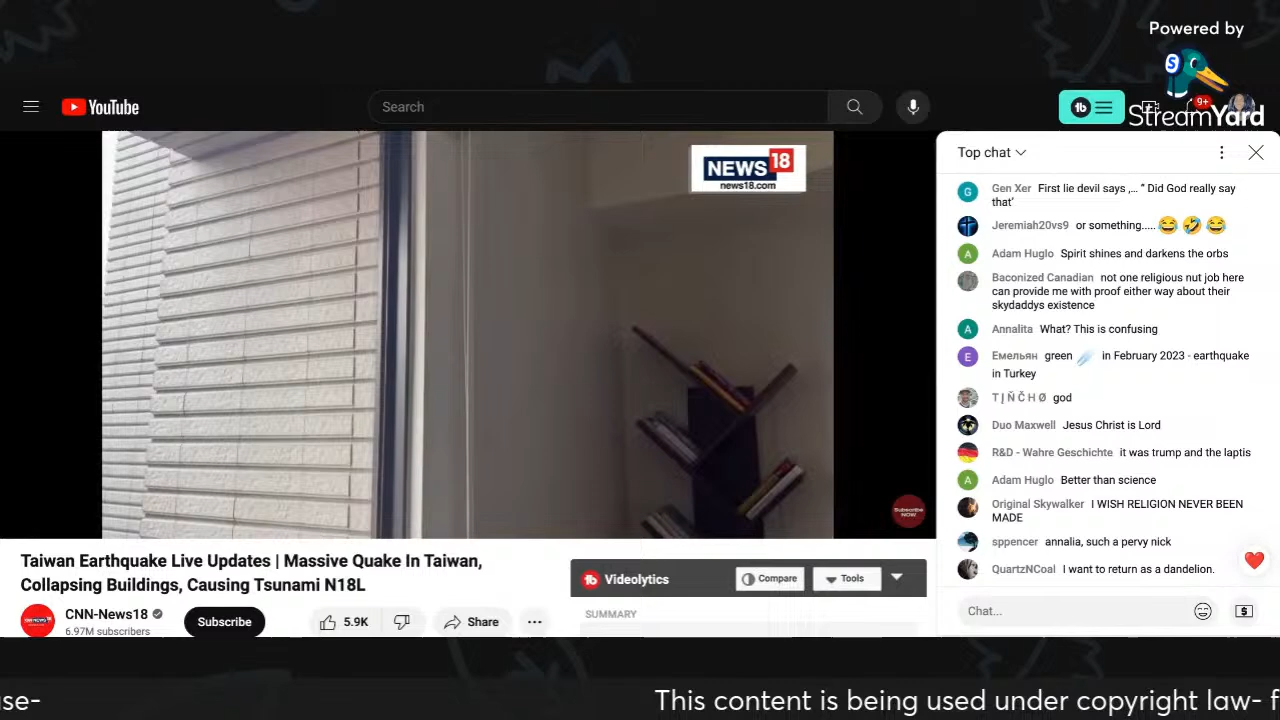 Powered by
S
YouTube
Search
9+
StreamYard
NEWS 18
news18.com
Top chat
G Gen Xer First lie devil says ,… “ Did God really say
that’
Jeremiah20vs9 or something..... 😂 🤣 😂
A Adam Huglo Spirit shines and darkens the orbs
Baconized Canadian not one religious nut job here
can provide me with proof either way about their
skydaddys existence
A Annalita What? This is confusing
E Емельян green ☄️ in February 2023 - earthquake
in Turkey
T Į Ň Č H Ø god
Duo Maxwell Jesus Christ is Lord
R&D - Wahre Geschichte it was trump and the laptis
A Adam Huglo Better than science
Original Skywalker I WISH RELIGION NEVER BEEN
MADE
sppencer annalia, such a pervy nick
QuartzNCoal I want to return as a dandelion.
Chat...
SUBSCRIBE
NOW
Taiwan Earthquake Live Updates | Massive Quake In Taiwan,
Collapsing Buildings, Causing Tsunami N18L
CNN-News18
6.97M subscribers
Subscribe
5.9K
Share
Videolytics
Compare
Tools
SUMMARY
se-
This content is being used under copyright law- f